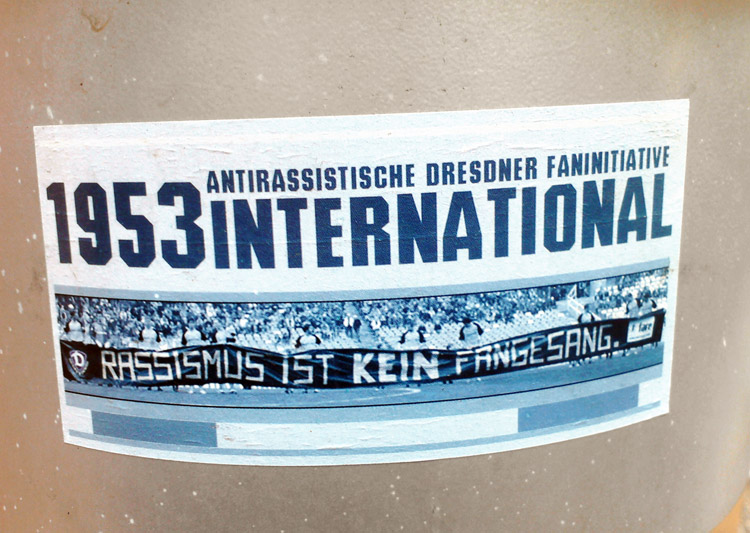 ANTIRASSISTISCHE DRESDNER FANINITIATIVE
1953INTERNATIONAL
D RASSISMUS IST KEIN FANGESANG.